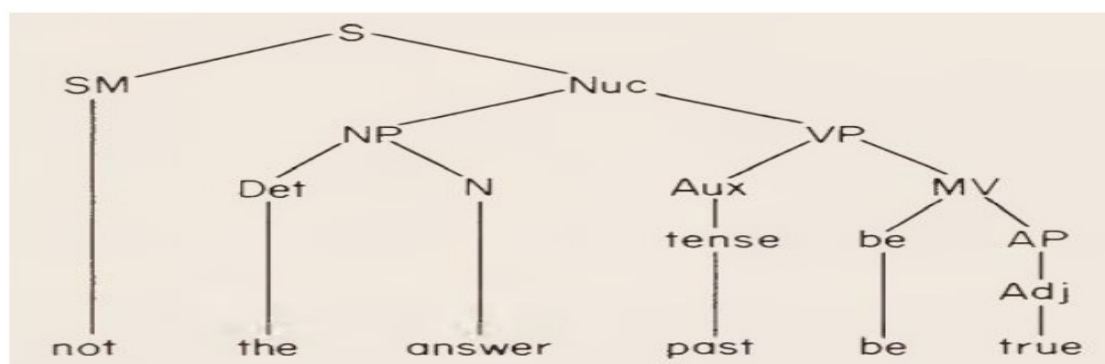 S
SM Nuc
NP VP
Det N Aux MV
tense be AP
Adj
not the answer past be true